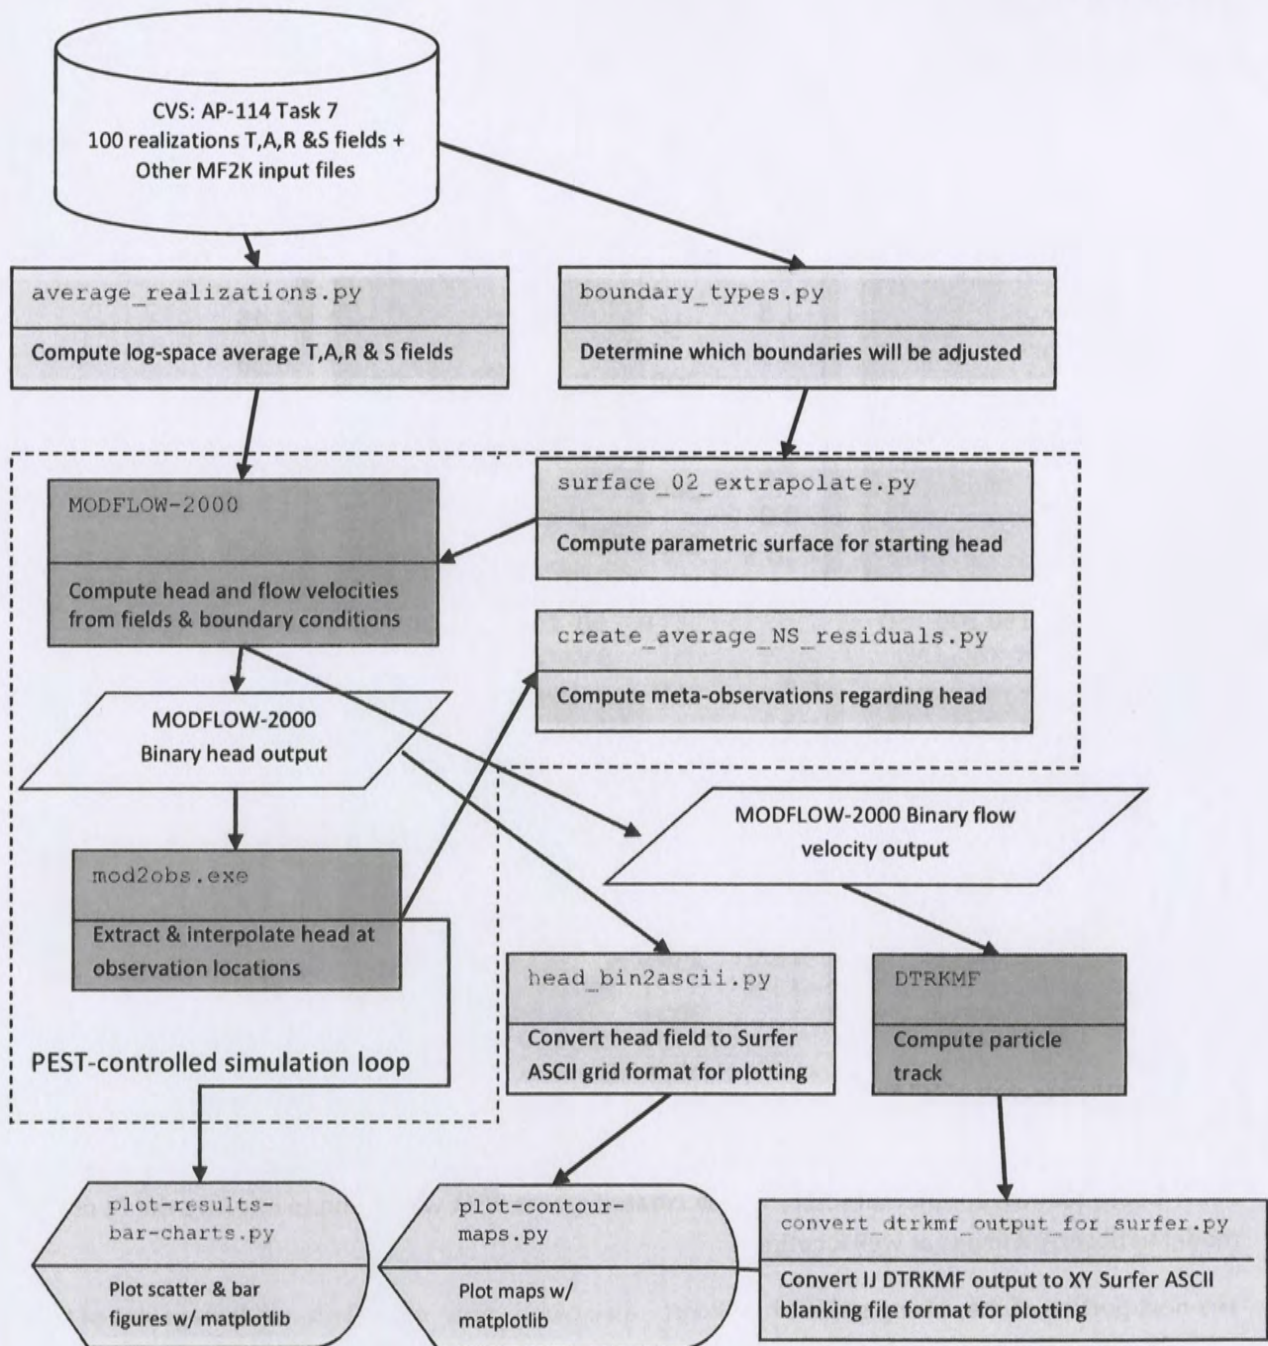 CVS: AP-114 Task 7
100 realizations T,A,R &S fields +
Other MF2K input files
average_realizations.py
Compute log-space average T,A,R & S fields
boundary_types.py
Determine which boundaries will be adjusted
MODFLOW-2000
Compute head and flow velocities
from fields & boundary conditions
surface_02_extrapolate.py
Compute parametric surface for starting head
create_average_NS_residuals.py
Compute meta-observations regarding head
MODFLOW-2000
Binary head output
MODFLOW-2000 Binary flow
velocity output
mod2obs.exe
Extract & interpolate head at
observation locations
PEST-controlled simulation loop
head_bin2ascii.py
Convert head field to Surfer
ASCII grid format for plotting
DTRKMF
Compute particle
track
plot-results-
bar-charts.py
Plot scatter & bar
figures w/ matplotlib
plot-contour-
maps.py
Plot maps w/
matplotlib
convert_dtrkmf_output_for_surfer.py
Convert IJ DTRKMF output to XY Surfer ASCII
blanking file format for plotting